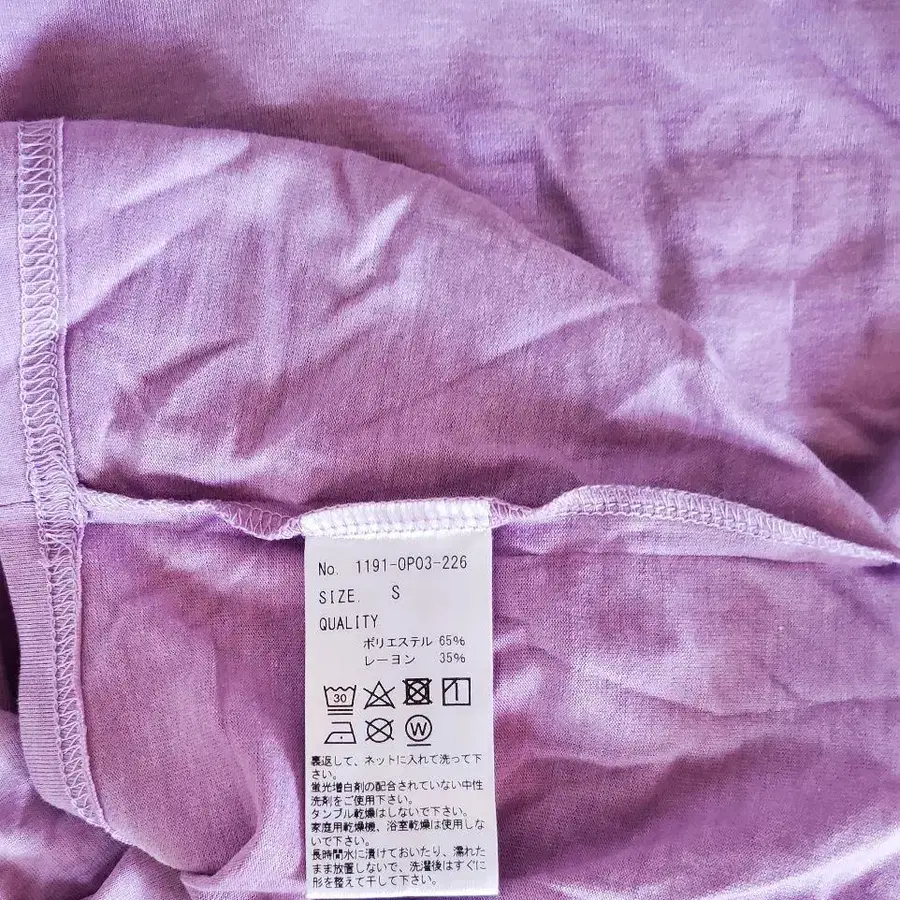 No. 1191-OP03-226
SIZE. S
QUALITY
ポリエステル 65%
レーヨン 35%
30
W
裏返して、ネットに入れて洗って下
さい。
蛍光増白剤の配合されていない中性
洗剤をご使用下さい。
タンブル乾燥はしないで下さい。
家庭用乾燥機、浴室乾燥は使用しな
いで下さい。
長時間水に漬けておいたり、濡れた
まま放置しないで、洗濯後はすぐに
形を整えて干して下さい。